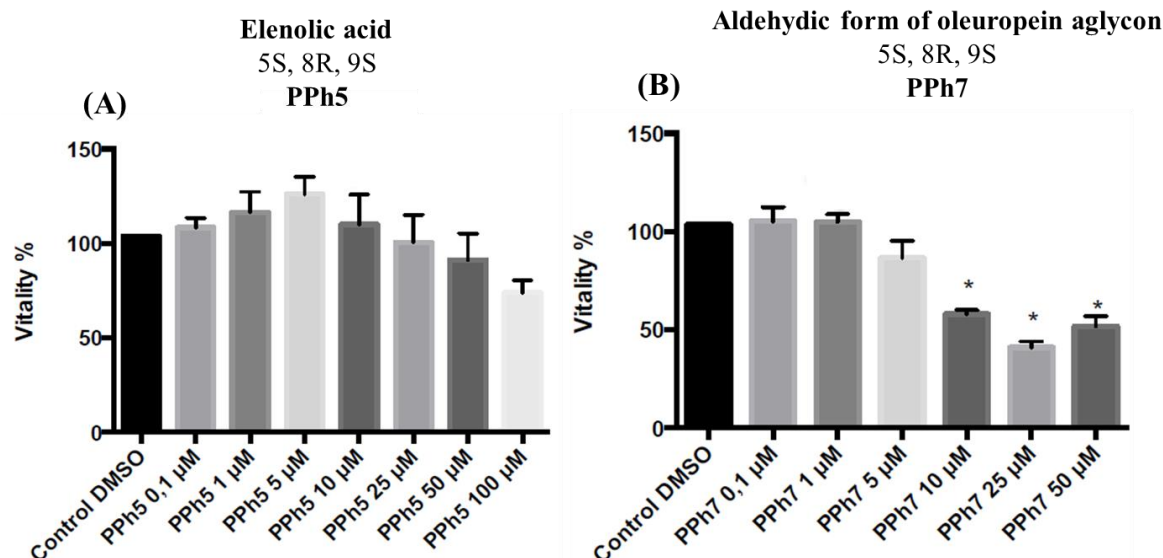 Elenolic acid
5S, 8R, 9S
PPh5
(A)
150
100
50
0
Vitality %
Control DMSO
PPh5 0,1 µM
PPh5 1 µM
PPh5 5 µM
PPh5 10 µM
PPh5 25 µM
PPh5 50 µM
PPh5 100 µM
Aldehydic form of oleuropein aglycon
5S, 8R, 9S
PPh7
(B)
150
100
50
0
Vitality %
*
*
*
Control DMSO
PPh7 0,1 µM
PPh7 1 µM
PPh7 5 µM
PPh7 10 µM
PPh7 25 µM
PPh7 50 µM